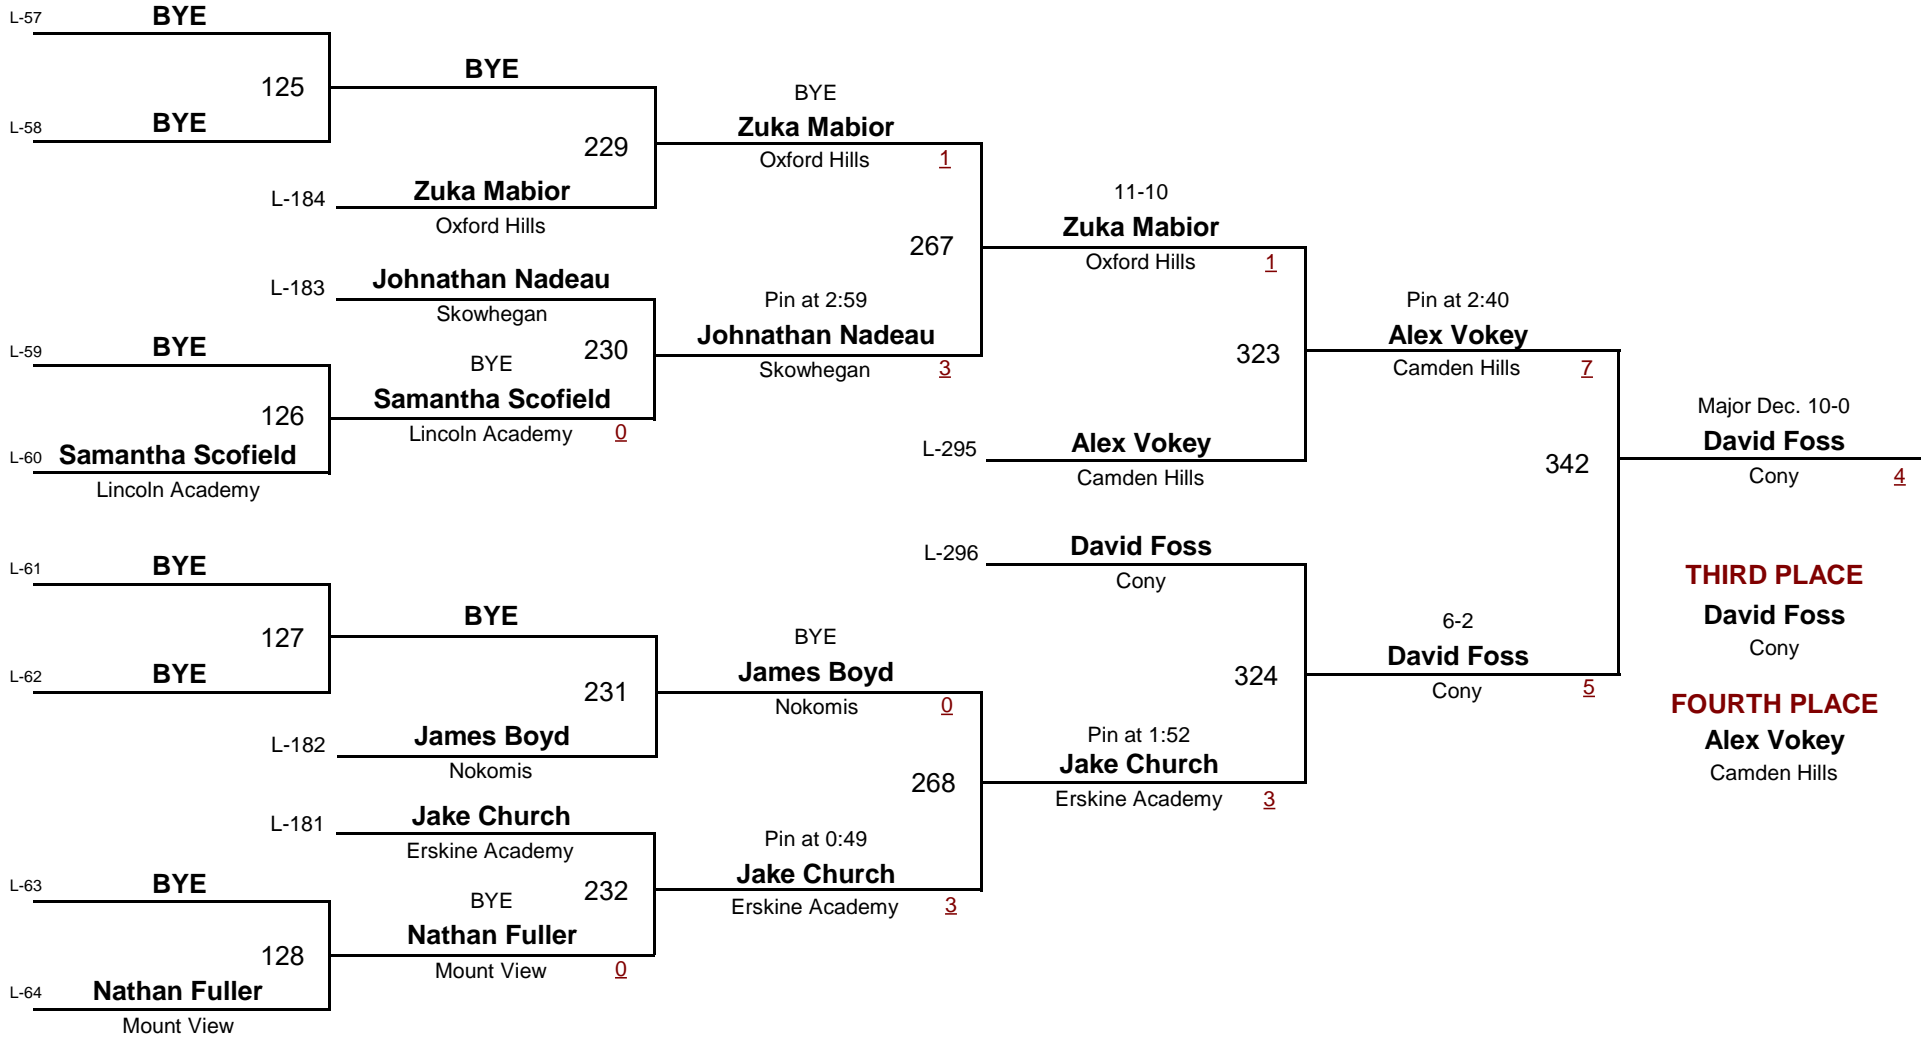 L-57 BYE
125
L-58 BYE
BYE
229
L-184 Zuka Mabior
Oxford Hills
BYE
Zuka Mabior
Oxford Hills 1
L-183 Johnathan Nadeau
Skowhegan
L-59 BYE
126
L-60 Samantha Scofield
Lincoln Academy
BYE
Samantha Scofield
Lincoln Academy 0
230
Pin at 2:59
Johnathan Nadeau
Skowhegan 3
267
11-10
Zuka Mabior
Oxford Hills 1
323
L-295 Alex Vokey
Camden Hills
Pin at 2:40
Alex Vokey
Camden Hills 7
L-61 BYE
127
L-62 BYE
BYE
231
L-182 James Boyd
Nokomis
BYE
James Boyd
Nokomis 0
L-181 Jake Church
Erskine Academy
L-63 BYE
128
L-64 Nathan Fuller
Mount View
BYE
Nathan Fuller
Mount View 0
232
Pin at 0:49
Jake Church
Erskine Academy 3
268
Pin at 1:52
Jake Church
Erskine Academy 3
L-296 David Foss
Cony
324
6-2
David Foss
Cony 5
342
Major Dec. 10-0
David Foss
Cony 4
THIRD PLACE
David Foss
Cony
FOURTH PLACE
Alex Vokey
Camden Hills